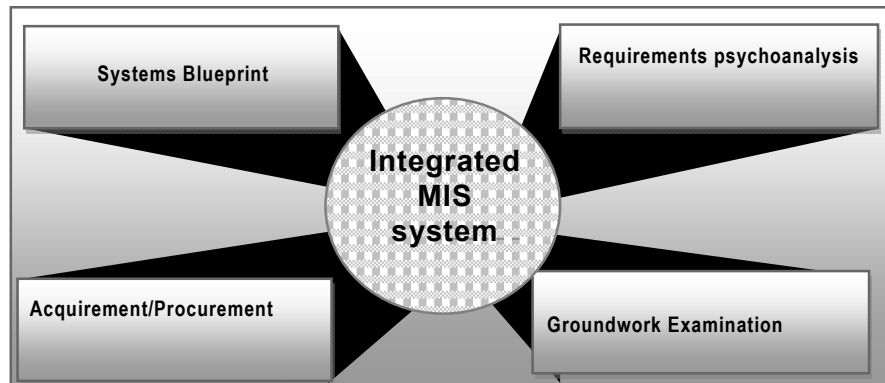 Systems Blueprint
Requirements psychoanalysis
Integrated
MIS
system
Acquirement/Procurement
Groundwork Examination